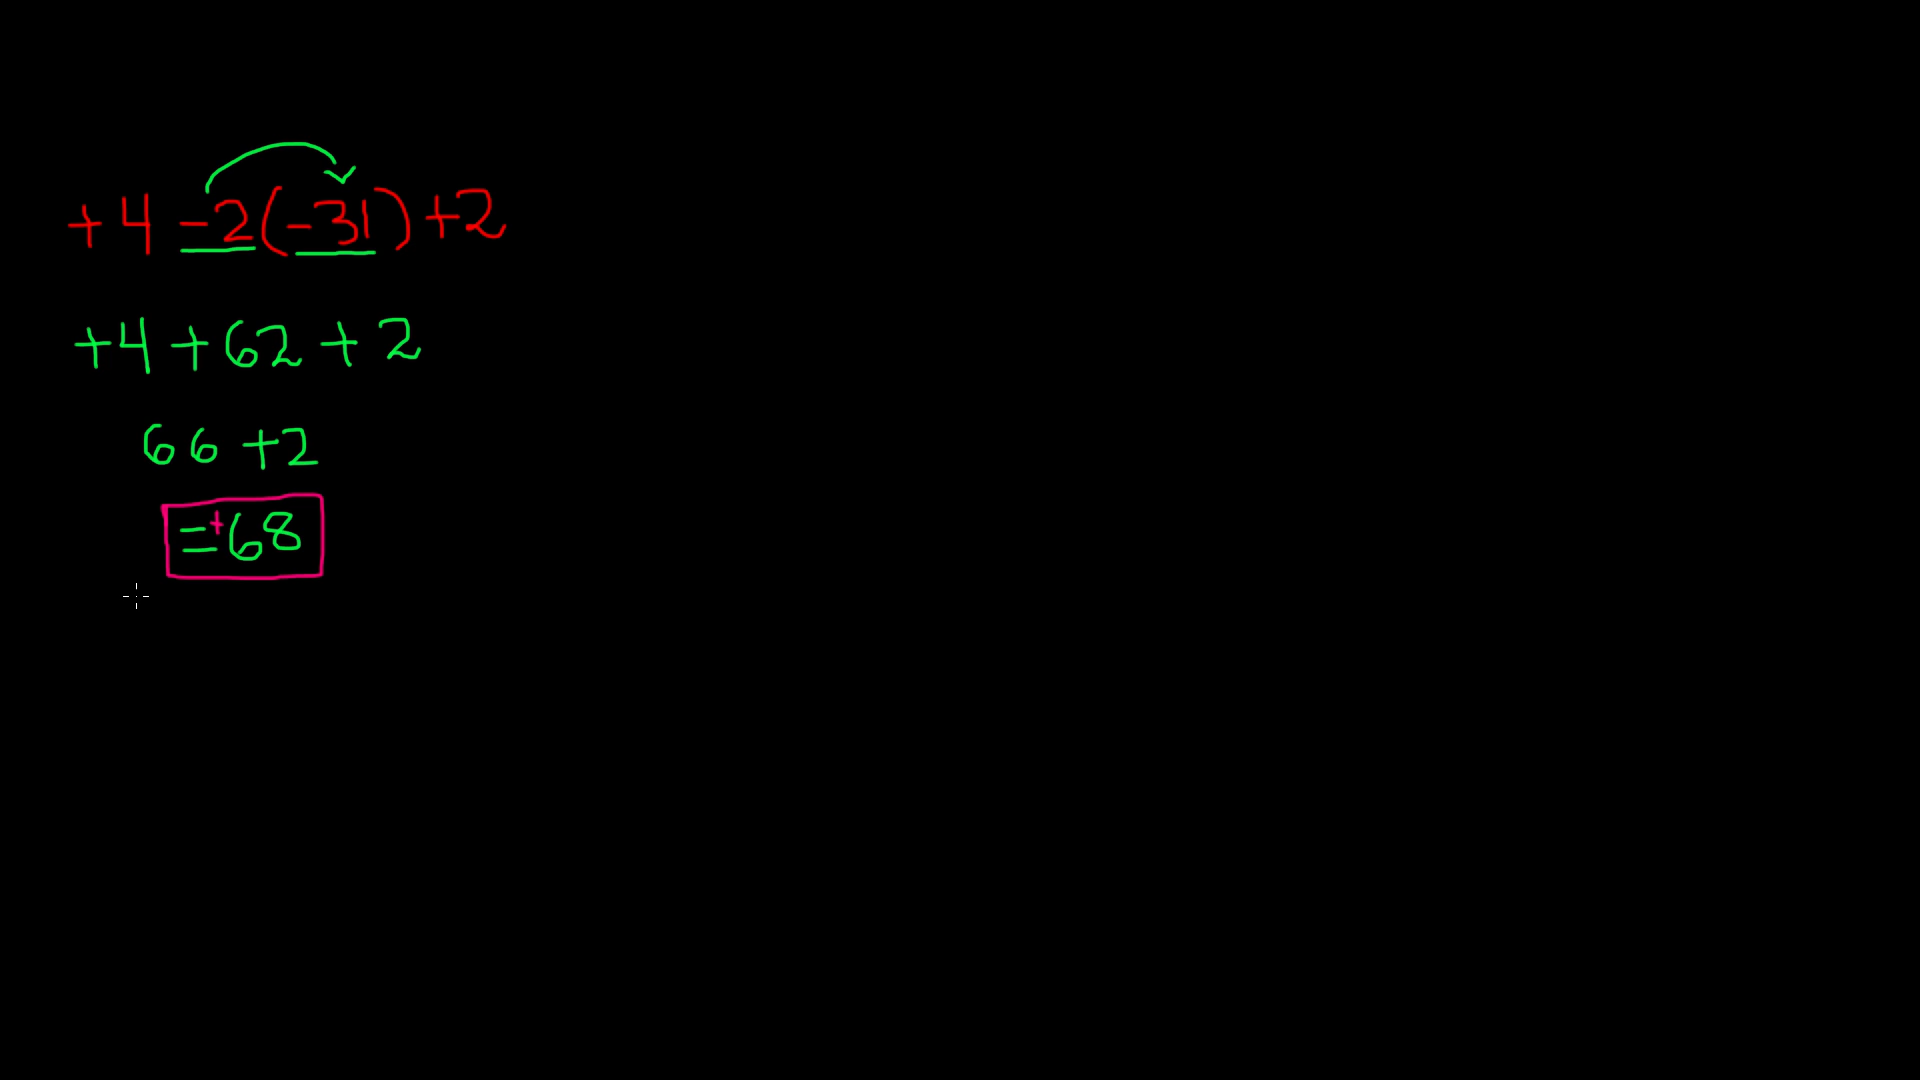 +4 -2(-31) +2
+4 +62 + 2
66 +2
= +68